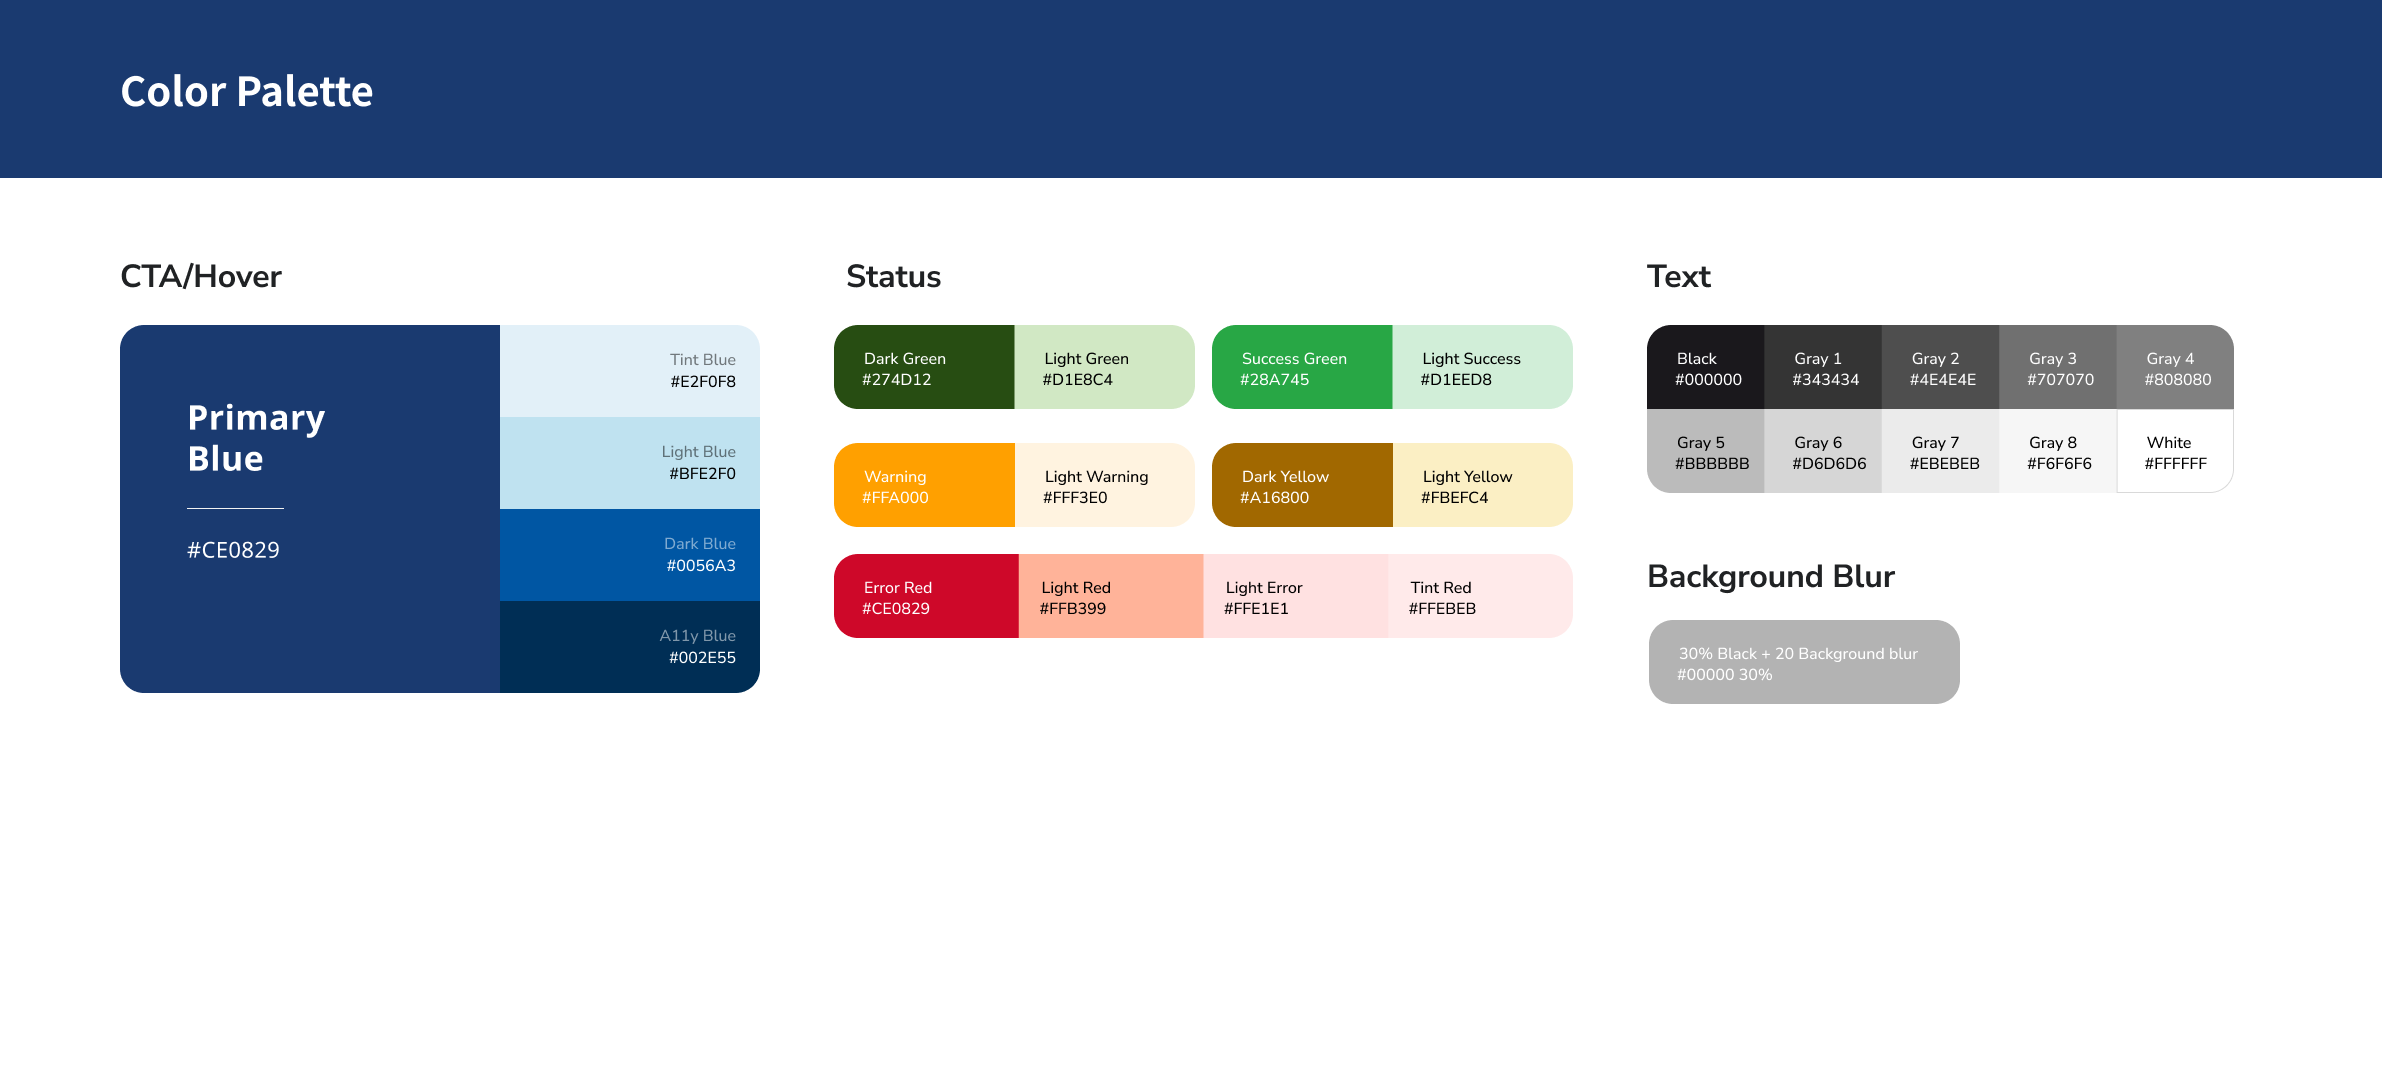 Color Palette
CTA/Hover
Primary
Blue
#CE0829
Tint Blue
#E2F0F8
Light Blue
#BFE2F0
Dark Blue
#0056A3
A11y Blue
#002E55
Status
Dark Green
#274D12
Light Green
#D1E8C4
Success Green
#28A745
Light Success
#D1EED8
Warning
#FFA000
Light Warning
#FFF3E0
Dark Yellow
#A16800
Light Yellow
#FBEFC4
Error Red
#CE0829
Light Red
#FFB399
Light Error
#FFE1E1
Tint Red
#FFEBEB
Text
Black
#000000
Gray 1
#343434
Gray 2
#4E4E4E
Gray 3
#707070
Gray 4
#808080
Gray 5
#BBBBBB
Gray 6
#D6D6D6
Gray 7
#EBEBEB
Gray 8
#F6F6F6
White
#FFFFFF
Background Blur
30% Black + 20 Background blur
#00000 30%